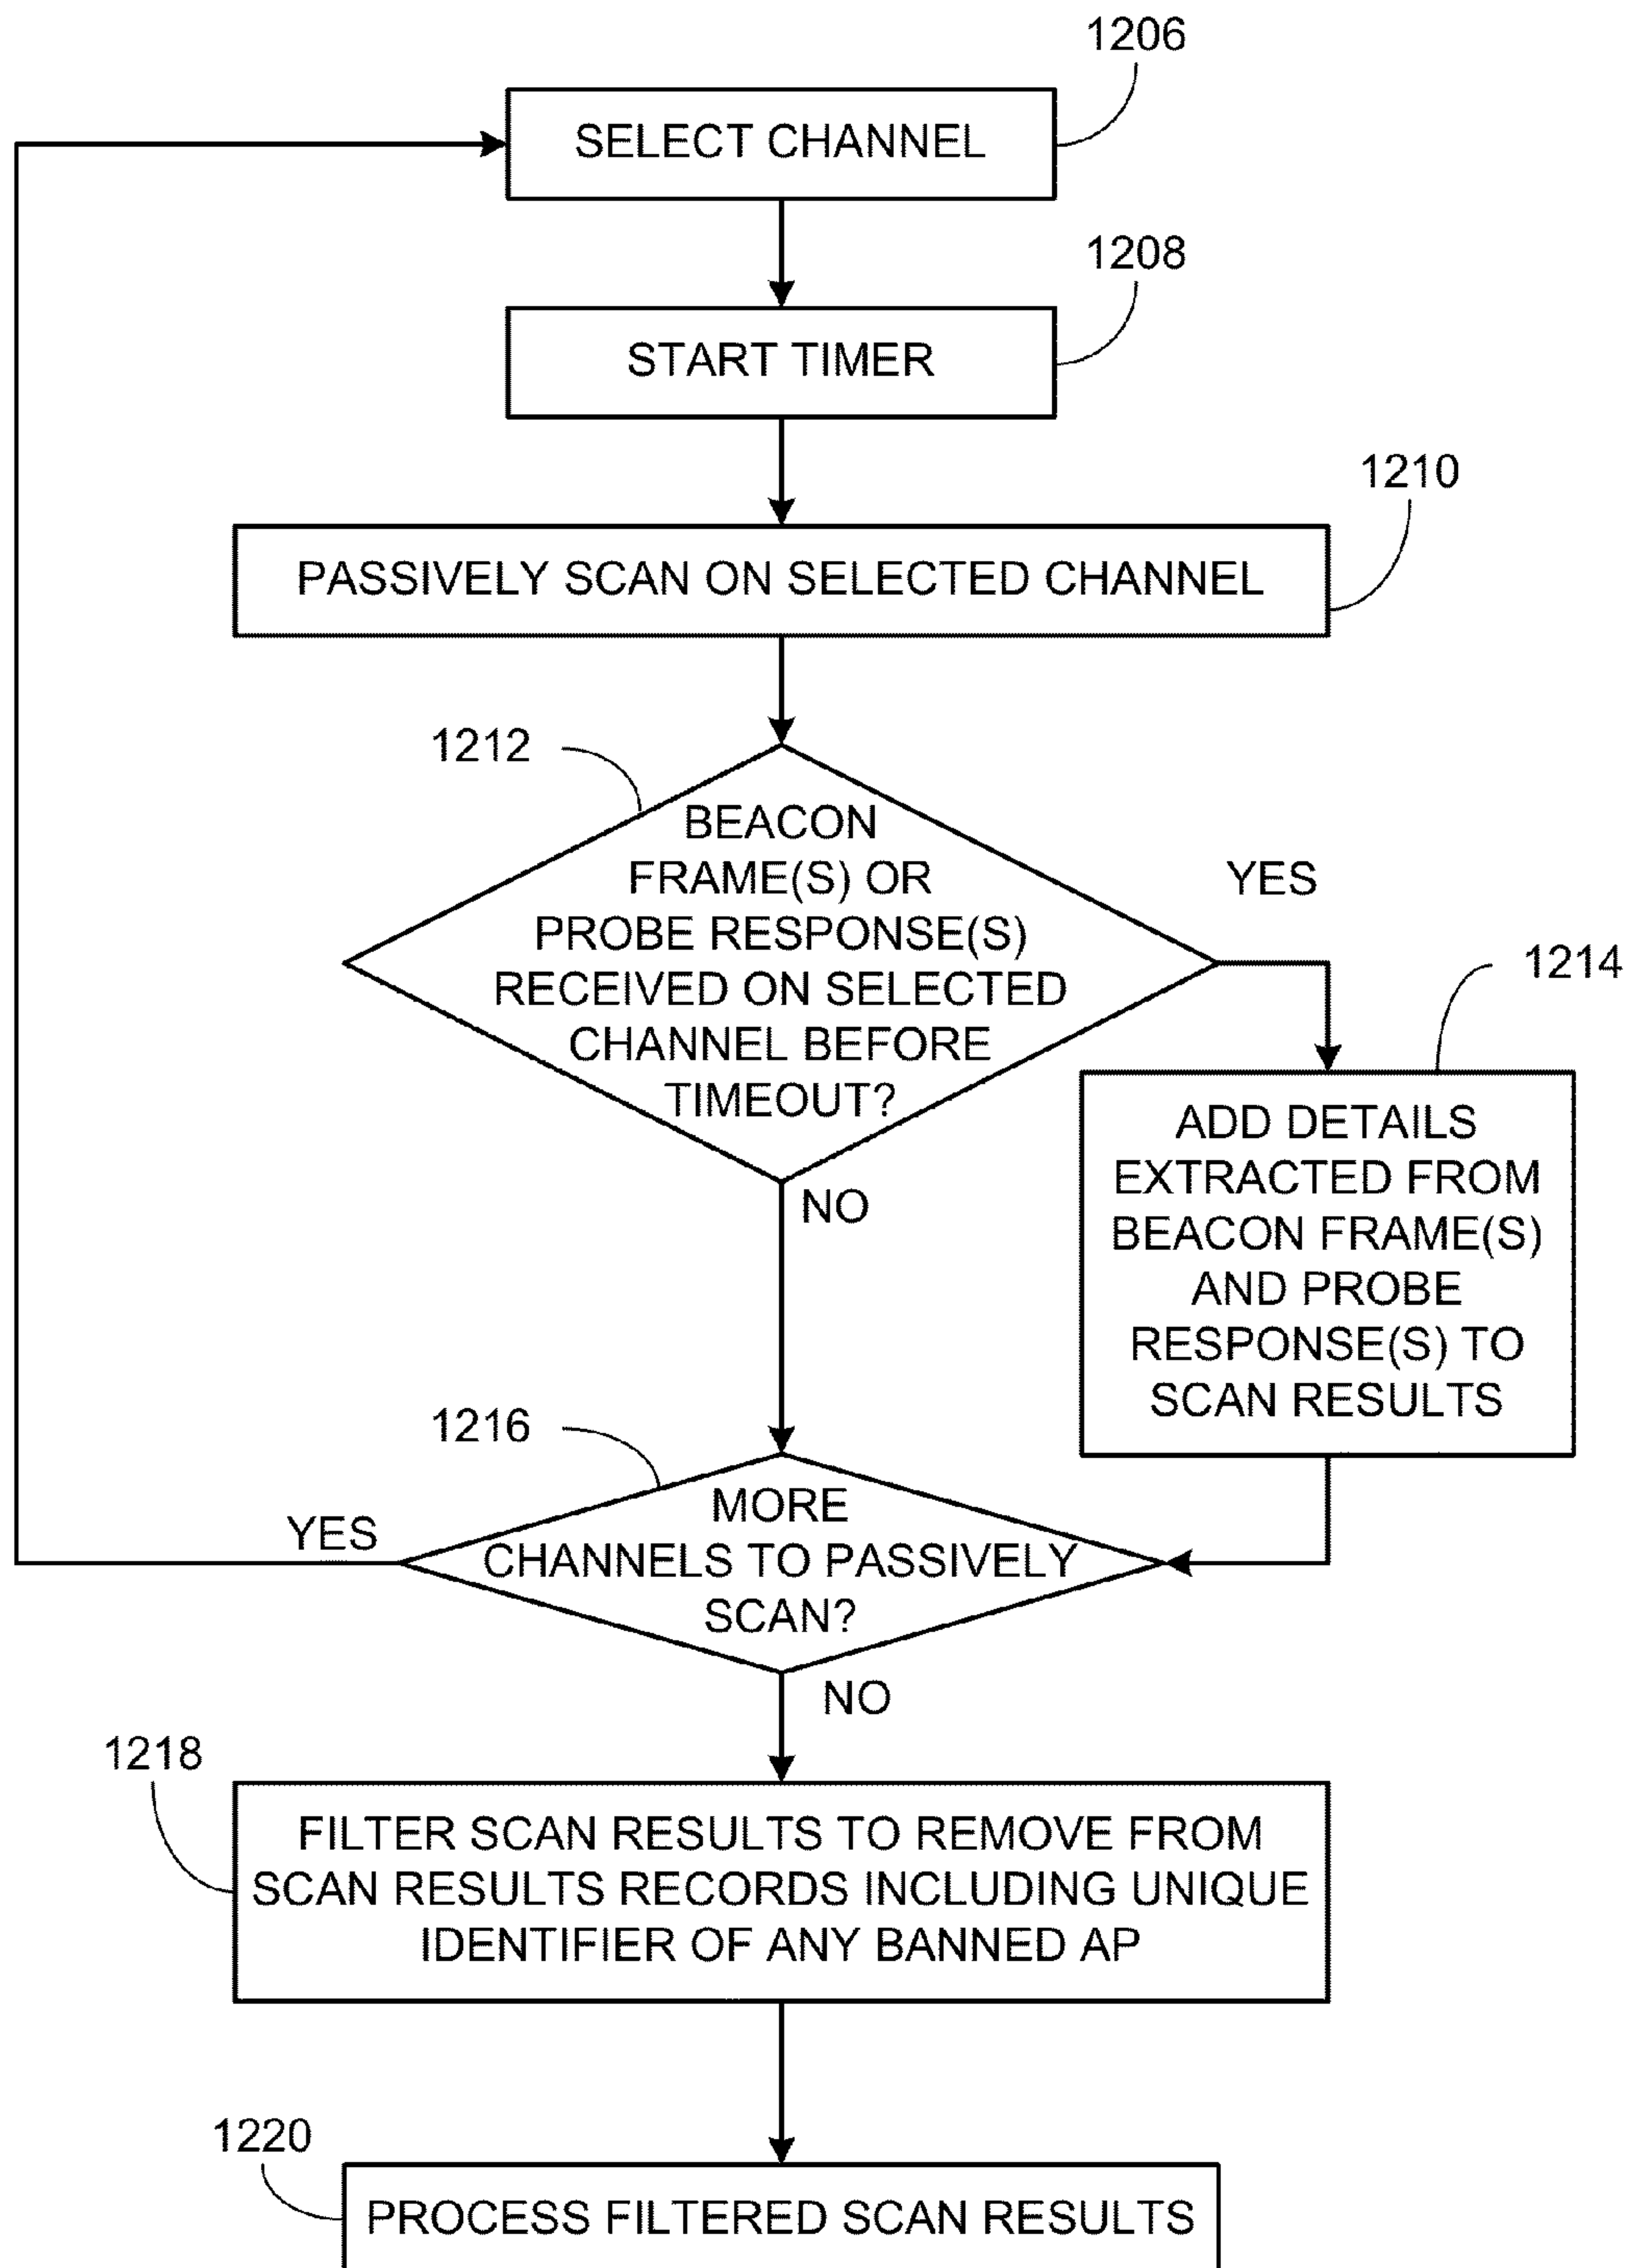 1206
SELECT CHANNEL
1208
START TIMER
1210
PASSIVELY SCAN ON SELECTED CHANNEL
1212
BEACON
FRAME(S) OR
PROBE RESPONSE(S)
RECEIVED ON SELECTED
CHANNEL BEFORE
TIMEOUT?
YES
1214
ADD DETAILS
EXTRACTED FROM
BEACON FRAME(S)
AND PROBE
RESPONSE(S) TO
SCAN RESULTS
NO
1216
MORE
CHANNELS TO PASSIVELY
SCAN?
YES
NO
1218
FILTER SCAN RESULTS TO REMOVE FROM
SCAN RESULTS RECORDS INCLUDING UNIQUE
IDENTIFIER OF ANY BANNED AP
1220
PROCESS FILTERED SCAN RESULTS